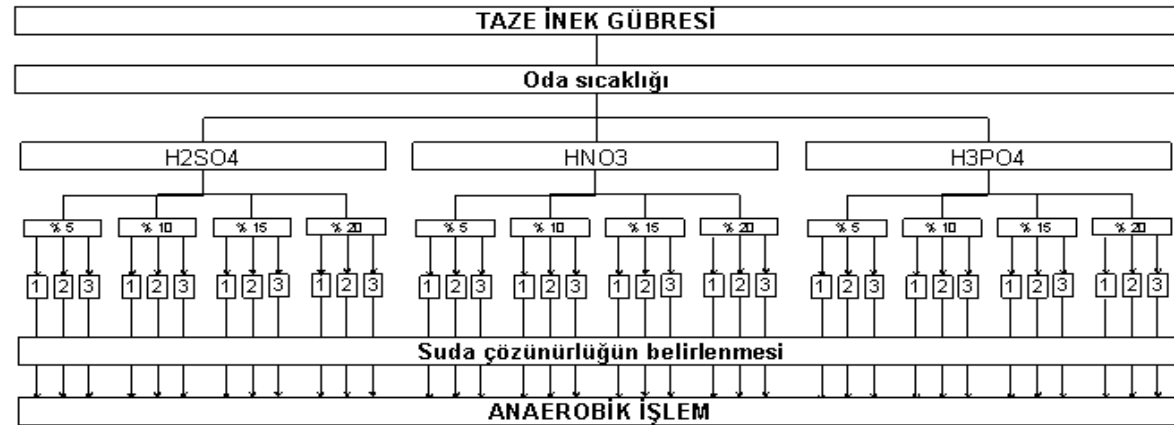 TAZE İNEK GÜBRESİ
Oda sıcaklığı
H2SO4 HNO3 H3PO4
% 5 % 10 % 15 % 20 % 5 % 10 % 15 % 20 % 5 % 10 % 15 % 20
1 2 3 1 2 3 1 2 3 1 2 3 1 2 3 1 2 3 1 2 3 1 2 3 1 2 3 1 2 3 1 2 3 1 2 3
Suda çözünürlüğün belirlenmesi
ANAEROBİK İŞLEM